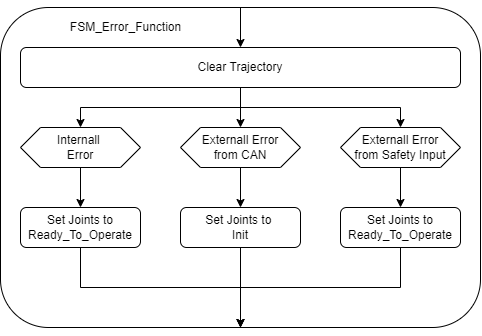 FSM_Error_Function
Clear Trajectory
Internall
Error
Externall Error
from CAN
Externall Error
from Safety Input
Set Joints to
Ready_To_Operate
Set Joints to
Init
Set Joints to
Ready_To_Operate